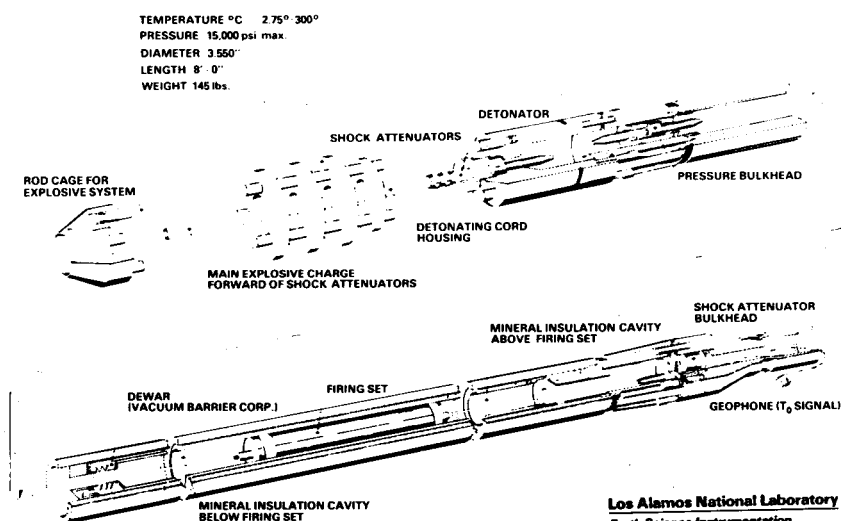 TEMPERATURE °C 2.75°-300°
PRESSURE 15,000 psi max.
DIAMETER 3.550″
LENGTH 8′-0″
WEIGHT 145 lbs.
DETONATOR
SHOCK ATTENUATORS
ROD CAGE FOR
EXPLOSIVE SYSTEM
PRESSURE BULKHEAD
DETONATING CORD
HOUSING
MAIN EXPLOSIVE CHARGE
FORWARD OF SHOCK ATTENUATORS
SHOCK ATTENUATOR
BULKHEAD
MINERAL INSULATION CAVITY
ABOVE FIRING SET
FIRING SET
DEWAR
(VACUUM BARRIER CORP.)
GEOPHONE (T₀ SIGNAL)
MINERAL INSULATION CAVITY
BELOW FIRING SET
Los Alamos National Laboratory
Earth Science Instrumentation